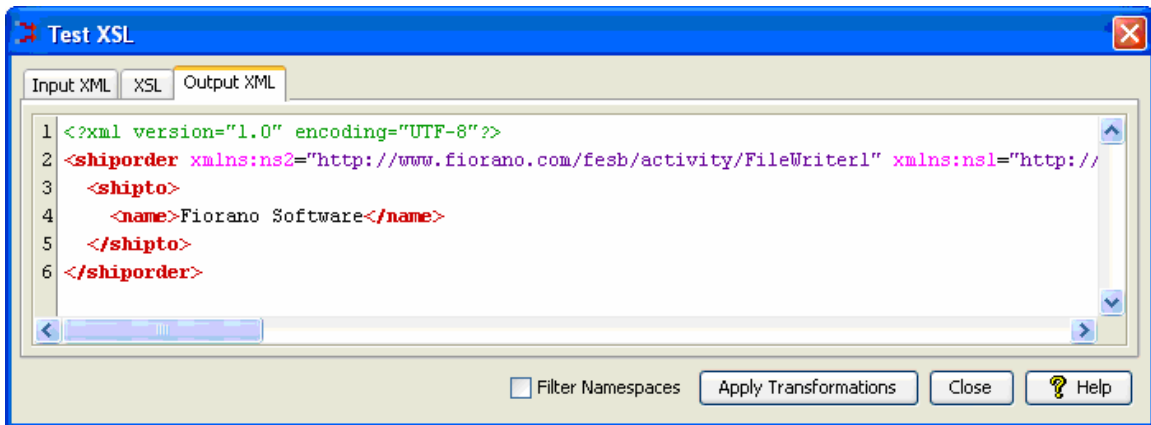 Test XSL
Input XML XSL Output XML
1 <?xml version="1.0" encoding="UTF-8"?>
2 <shiporder xmlns:ns2="http://www.fiorano.com/fesb/activity/FileWriter1" xmlns:ns1="http://
3 <shipto>
4 <name>Fiorano Software</name>
5 </shipto>
6 </shiporder>
Filter Namespaces Apply Transformations Close ? Help